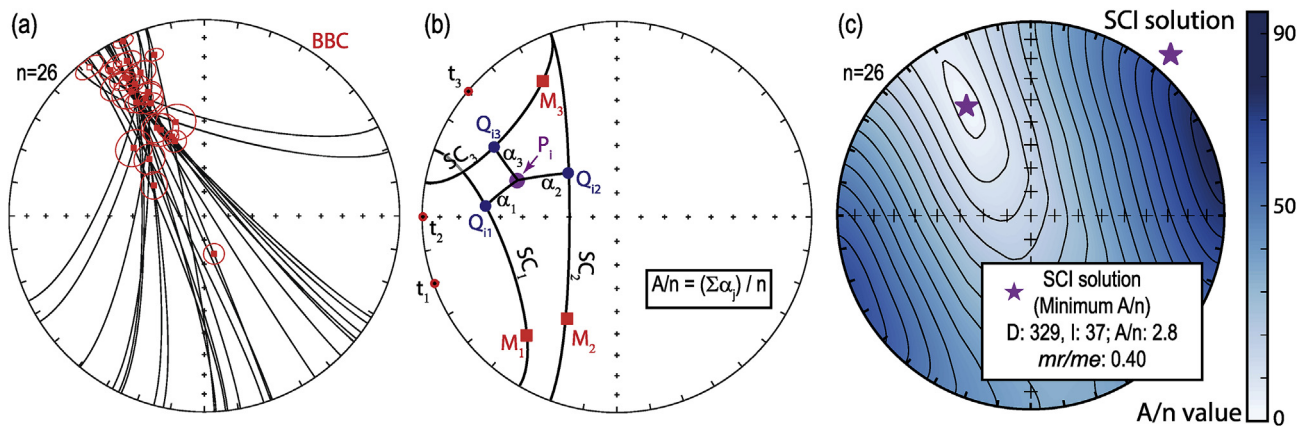 (a)
BBC
n=26
(b)
t₃
M₃
Qᵢ₃
SC₃
α₃
Pᵢ
α₂
Qᵢ₂
α₁
t₂
Qᵢ₁
t₁
SC₁
SC₂
A/n = (Σαⱼ) / n
M₁
M₂
(c)
SCI solution
n=26
90
50
0
SCI solution
(Minimum A/n)
D: 329, I: 37; A/n: 2.8
mr/me: 0.40
A/n value